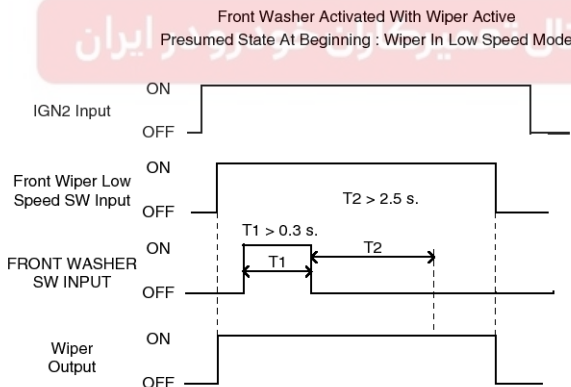 Front Washer Activated With Wiper Active
Presumed State At Beginning : Wiper In Low Speed Mode
ایران
IGN2 Input
ON
OFF
Front Wiper Low
Speed SW Input
ON
OFF
T2 > 2.5 s.
T1 > 0.3 s.
FRONT WASHER
SW INPUT
ON
OFF
T1
T2
Wiper
Output
ON
OFF